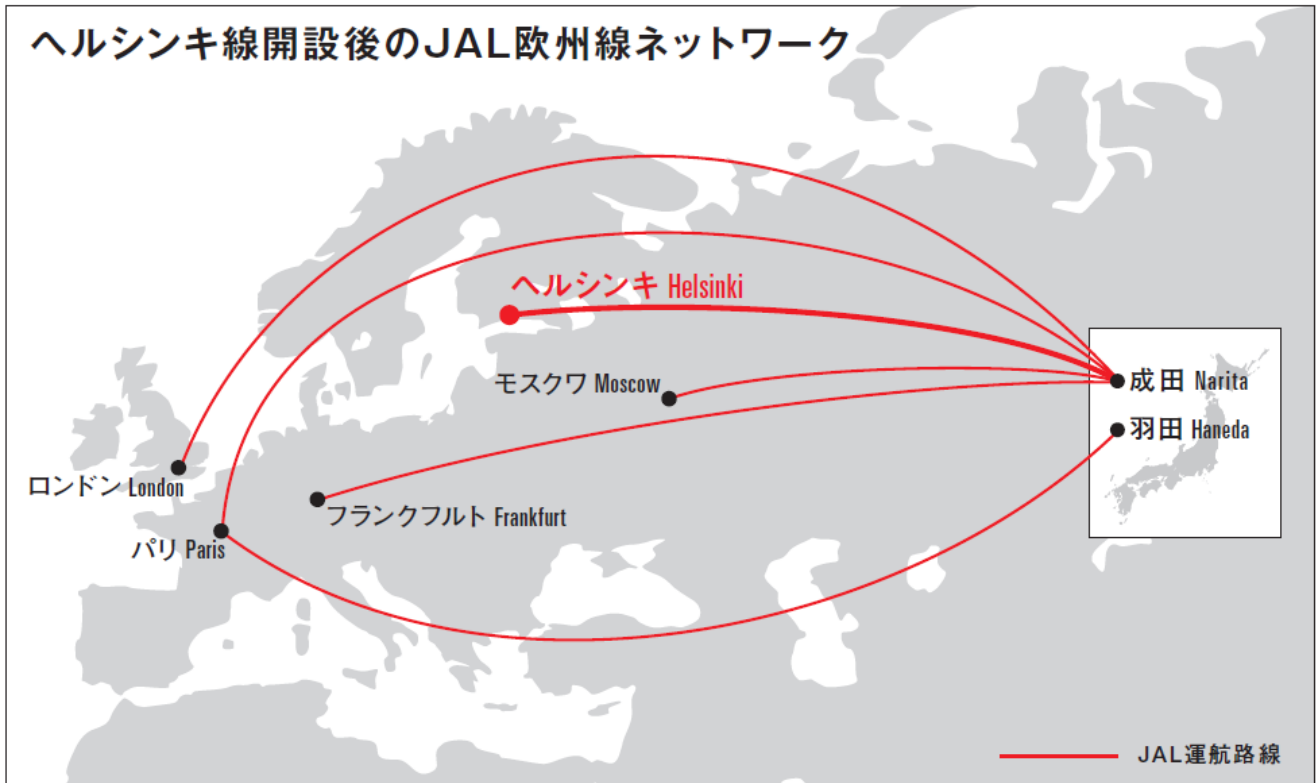 ヘルシンキ線開設後のJAL欧州線ネットワーク
ヘルシンキ Helsinki
モスクワ Moscow
成田 Narita
羽田 Haneda
ロンドン London
フランクフルト Frankfurt
パリ Paris
JAL運航路線